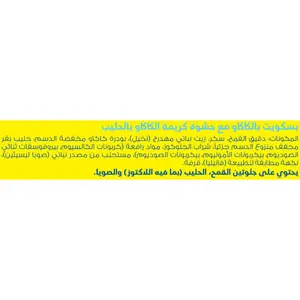 بسكويت بالكاكاو مع حشوة كريمة الكاكاو بالحليب
المكونات: دقيق القمح، سكر، زيت نباتي مهدرج (نخيل)، بودرة كاكاو مخفضة الدسم، حليب بقر
مجفف منزوع الدسم جزئياً، شراب الجلوكوز، مواد رافعة (كربونات الكالسيوم، بيروفوسفات ثنائي
الصوديوم، بيكربونات الأمونيوم، بيكربونات الصوديوم)، مستحلب من مصدر نباتي (صويا ليسيثين)،
نكهة مطابقة للطبيعة (فانيليا)، قرفة.
يحتوي على جلوتين القمح، الحليب (بما فيه اللاكتوز) والصويا.